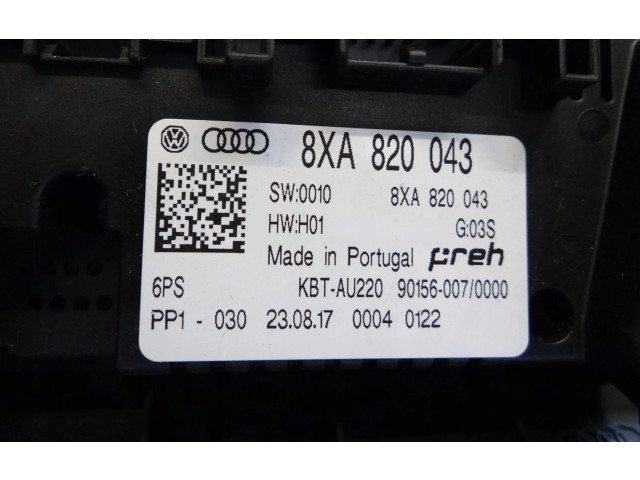 8XA 820 043
SW:0010 8XA 820 043
HW:H01 G:03S
Made in Portugal preh
6PS KBT-AU220 90156-007/0000
PP1 - 030 23.08.17 0004 0122